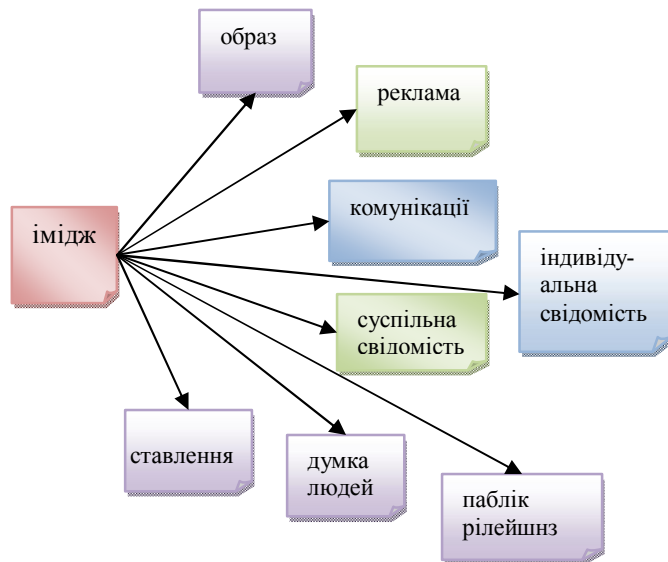 образ
реклама
імідж
комунікації
індивіду-
альна
свідомість
суспільна
свідомість
ставлення
думка
людей
паблік
рілейшнз